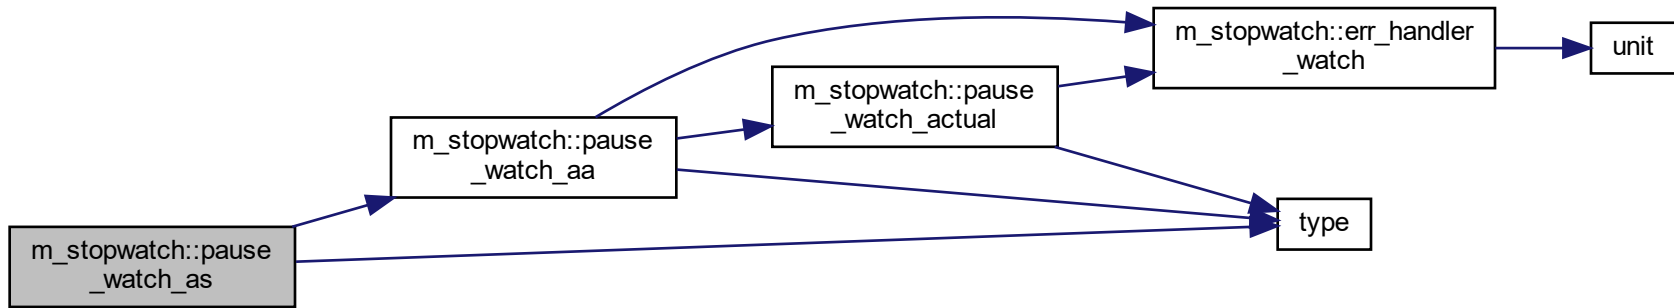 m_stopwatch::pause
_watch_as
m_stopwatch::pause
_watch_aa
m_stopwatch::pause
_watch_actual
m_stopwatch::err_handler
_watch
unit
type